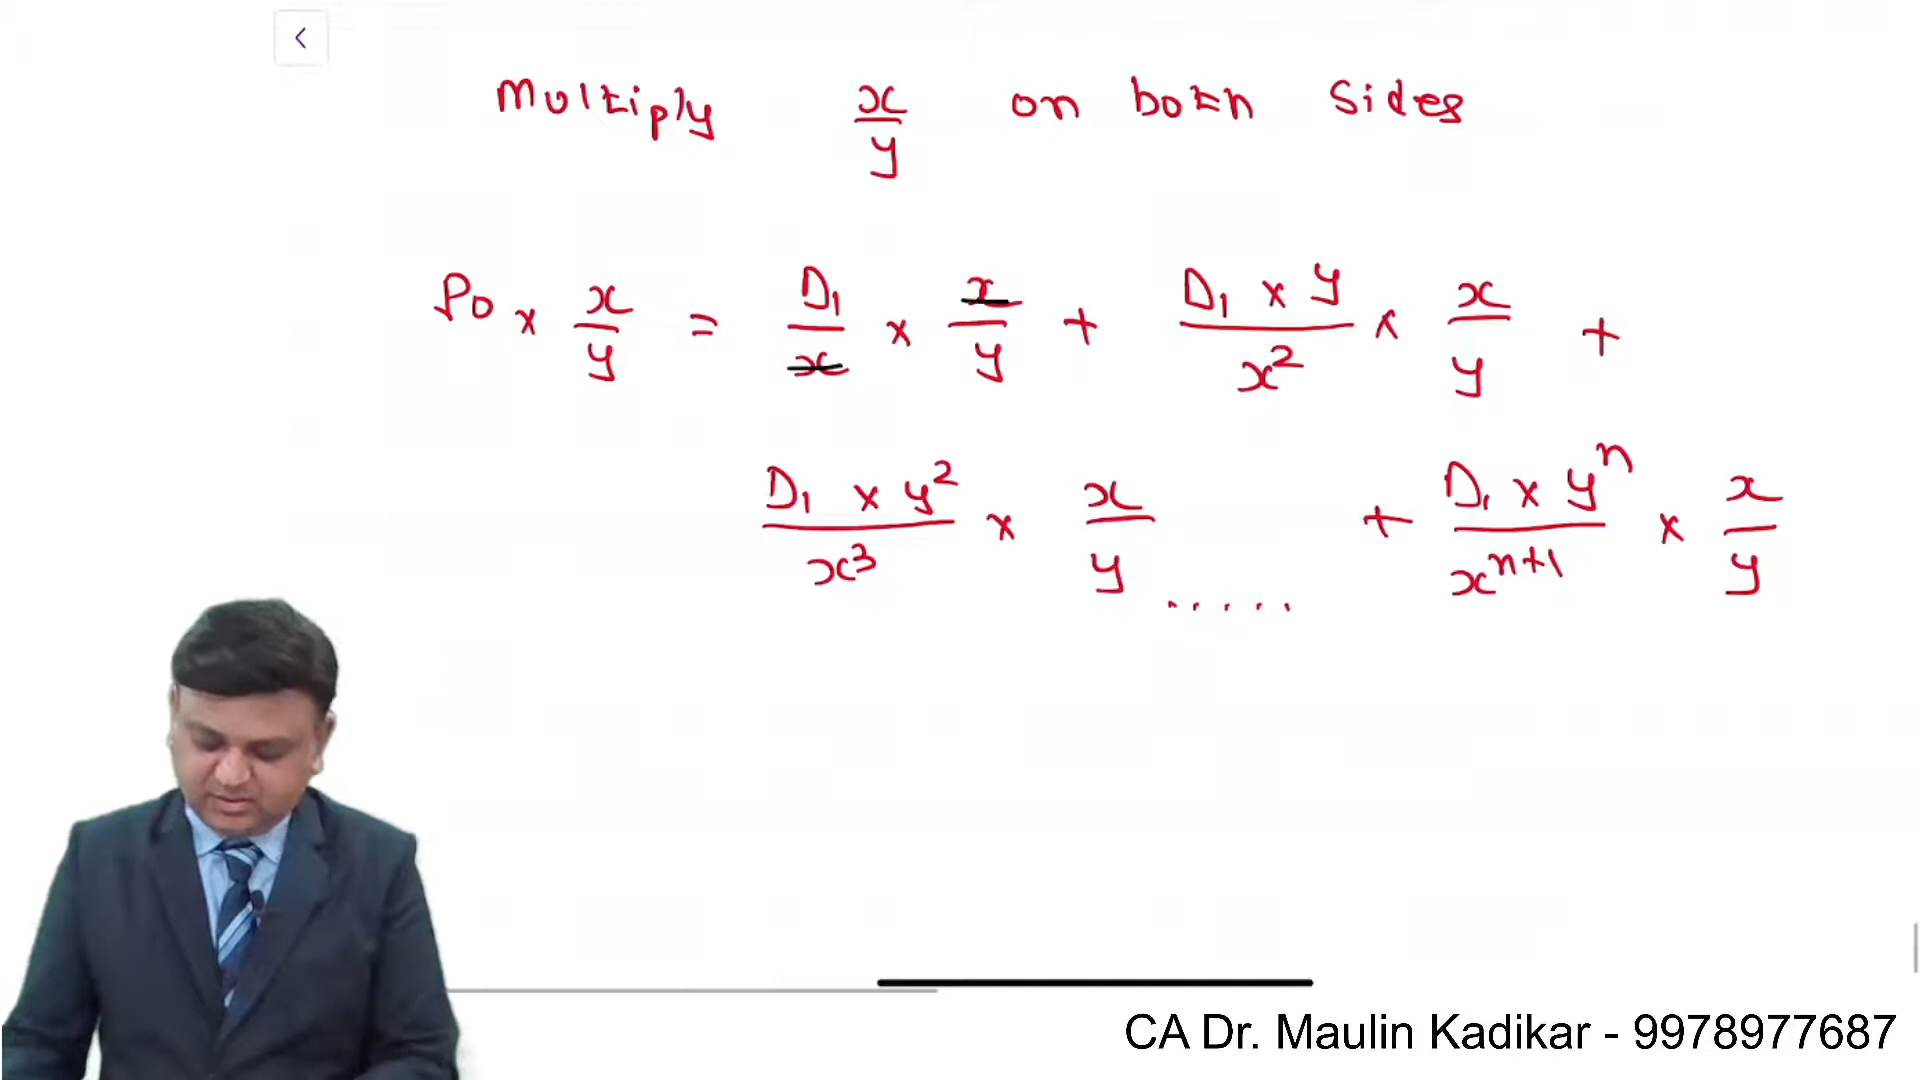 Multiply x/y on both sides
P0 × x/y = D1/x × x/y + D1 × y/x² × x/y +
D1 × y²/x³ × x/y ..... + D1 × yⁿ/xⁿ⁺¹ × x/y
CA Dr. Maulin Kadikar - 9978977687